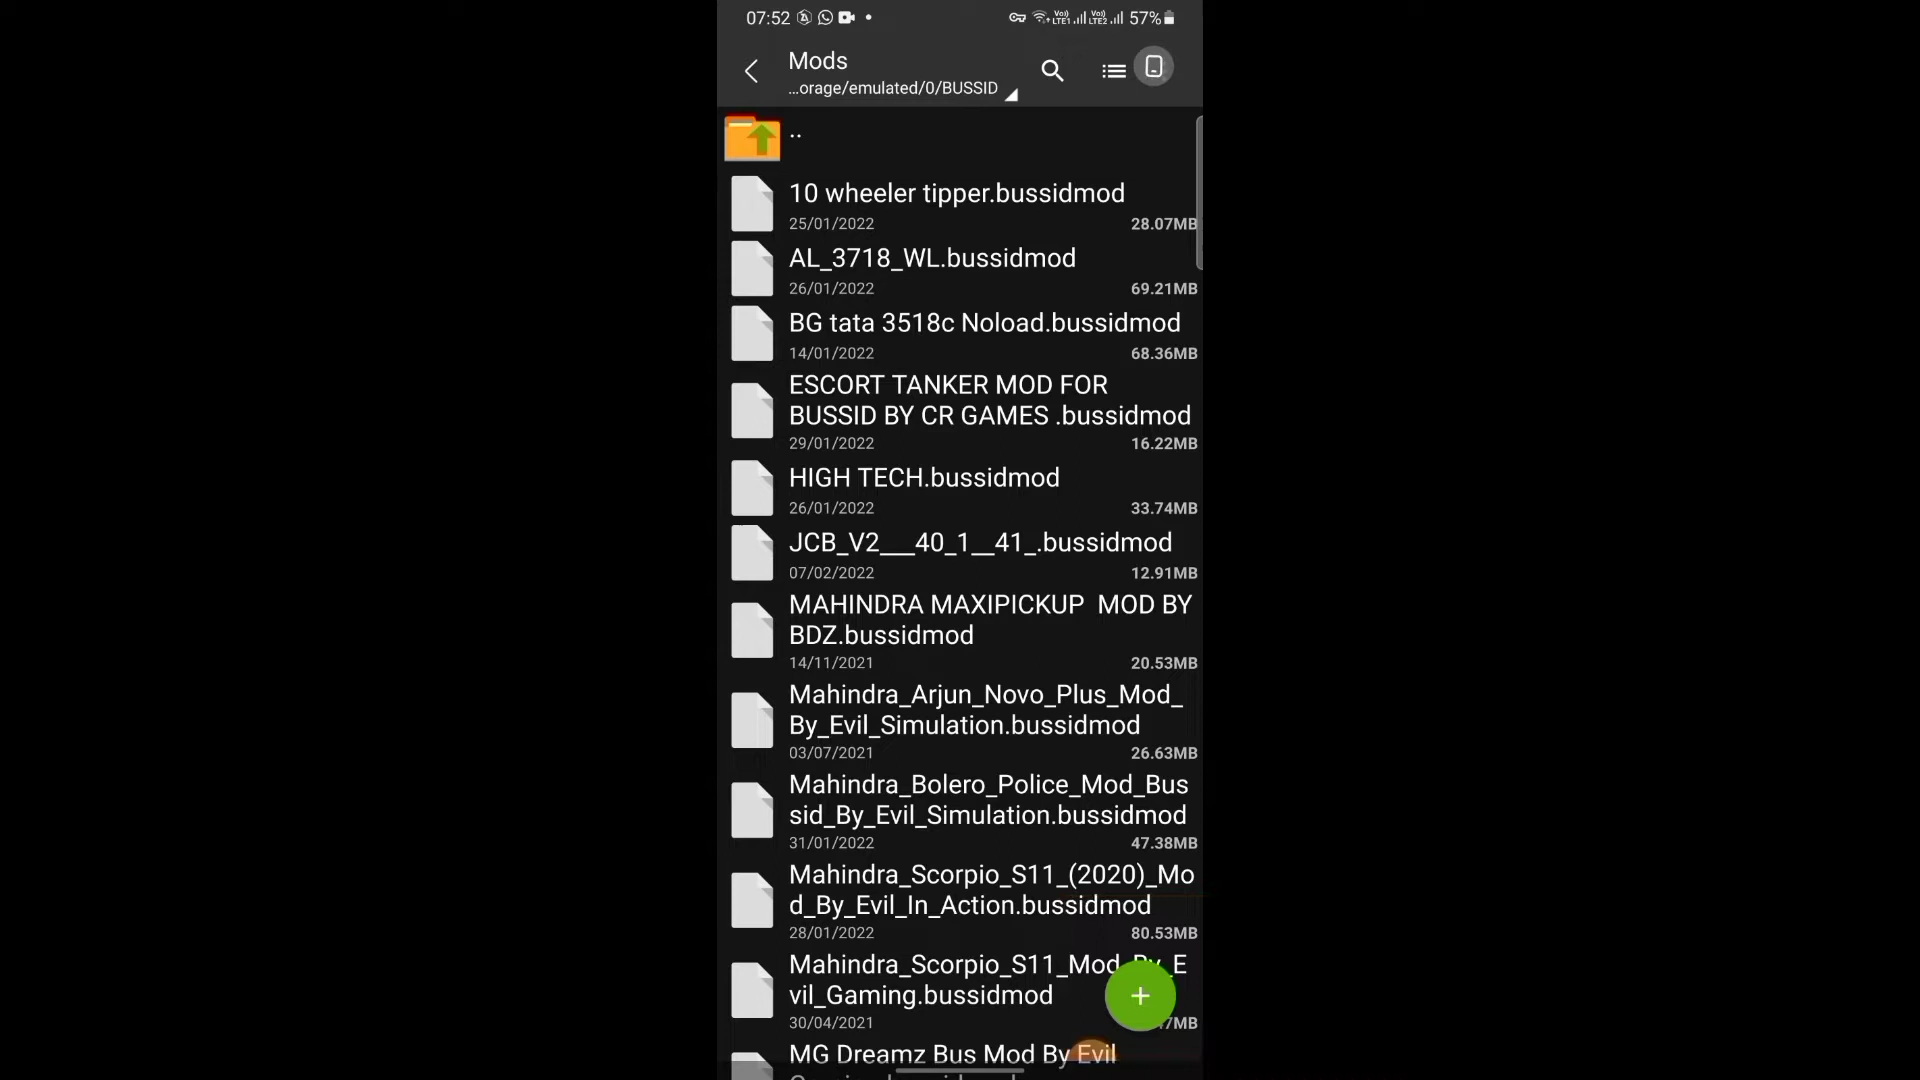 07:52 57%
Mods
...orage/emulated/0/BUSSID
..
10 wheeler tipper.bussidmod
25/01/2022 28.07MB
AL_3718_WL.bussidmod
26/01/2022 69.21MB
BG tata 3518c Noload.bussidmod
14/01/2022 68.36MB
ESCORT TANKER MOD FOR
BUSSID BY CR GAMES .bussidmod
29/01/2022 16.22MB
HIGH TECH.bussidmod
26/01/2022 33.74MB
JCB_V2___40_1__41_.bussidmod
07/02/2022 12.91MB
MAHINDRA MAXIPICKUP  MOD BY
BDZ.bussidmod
14/11/2021 20.53MB
Mahindra_Arjun_Novo_Plus_Mod_
By_Evil_Simulation.bussidmod
03/07/2021 26.63MB
Mahindra_Bolero_Police_Mod_Bus
sid_By_Evil_Simulation.bussidmod
31/01/2022 47.38MB
Mahindra_Scorpio_S11_(2020)_Mo
d_By_Evil_In_Action.bussidmod
28/01/2022 80.53MB
Mahindra_Scorpio_S11_Mod_By_E
vil_Gaming.bussidmod
30/04/2021
MG Dreamz Bus Mod By Evil